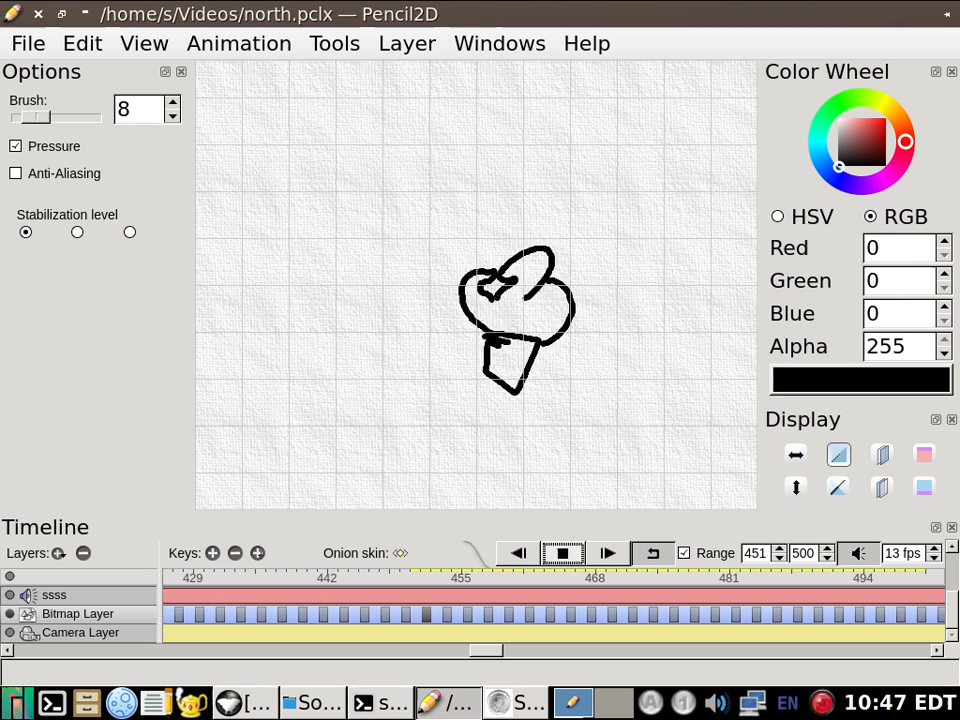 /home/s/Videos/north.pclx — Pencil2D
File Edit View Animation Tools Layer Windows Help
Options
Brush:
8
Pressure
Anti-Aliasing
Stabilization level
Color Wheel
HSV RGB
Red 0
Green 0
Blue 0
Alpha 255
Display
Timeline
Layers: Keys: Onion skin: Range 451 500 13 fps
429 442 455 468 481 494
ssss
Bitmap Layer
Camera Layer
[... So... s... /... S... A 1 EN 10:47 EDT